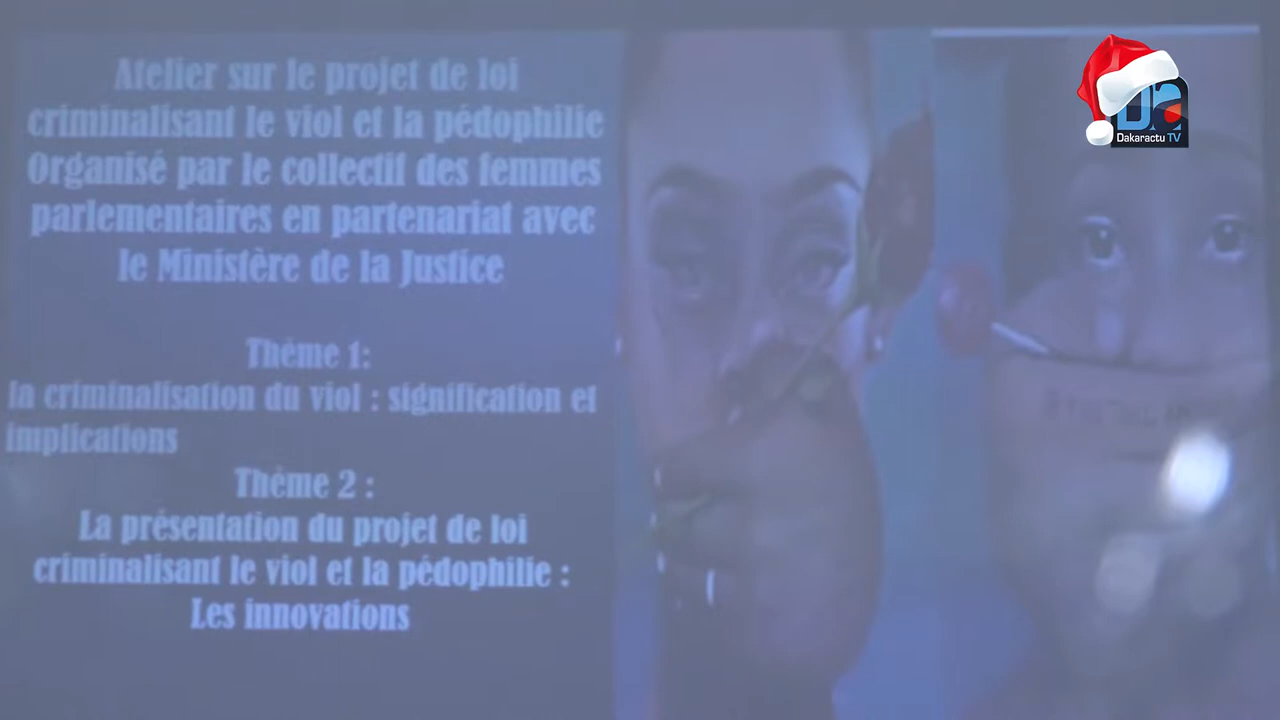 Atelier sur le projet de loi
criminalisant le viol et la pédophilie
Organisé par le collectif des femmes
parlementaires en partenariat avec
le Ministère de la Justice
Thème 1:
la criminalisation du viol : signification et
implications
Thème 2 :
La présentation du projet de loi
criminalisant le viol et la pédophilie :
Les innovations
Da
Dakaractu TV